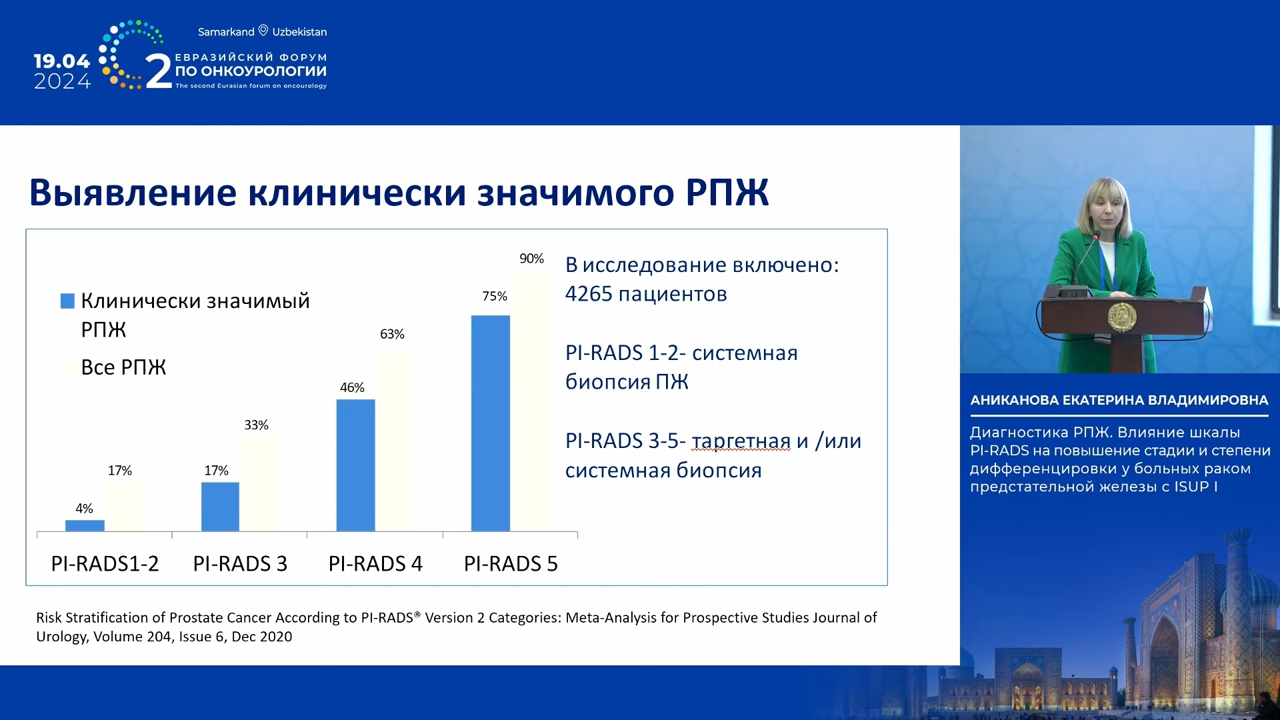 Samarkand Uzbekistan
19.04
2024
2
ЕВРАЗИЙСКИЙ ФОРУМ
ПО ОНКОУРОЛОГИИ
The second Eurasian forum on oncourology
Выявление клинически значимого РПЖ
Клинически значимый
РПЖ
Все РПЖ
4%
17%
17%
33%
46%
63%
75%
90%
PI-RADS1-2
PI-RADS 3
PI-RADS 4
PI-RADS 5
В исследование включено:
4265 пациентов
PI-RADS 1-2- системная
биопсия ПЖ
PI-RADS 3-5- таргетная и /или
системная биопсия
Risk Stratification of Prostate Cancer According to PI-RADS® Version 2 Categories: Meta-Analysis for Prospective Studies Journal of
Urology, Volume 204, Issue 6, Dec 2020
АНИКАНОВА ЕКАТЕРИНА ВЛАДИМИРОВНА
Диагностика РПЖ. Влияние шкалы
PI-RADS на повышение стадии и степени
дифференцировки у больных раком
предстательной железы с ISUP I